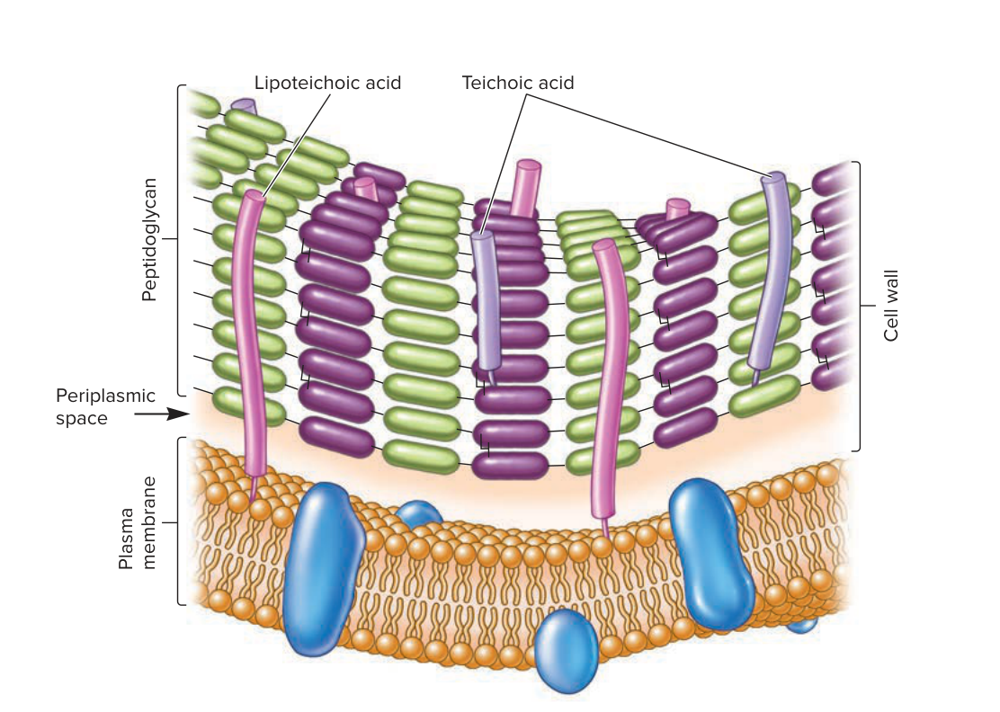 Lipoteichoic acid
Teichoic acid
Peptidoglycan
Cell wall
Periplasmic
space
Plasma
membrane